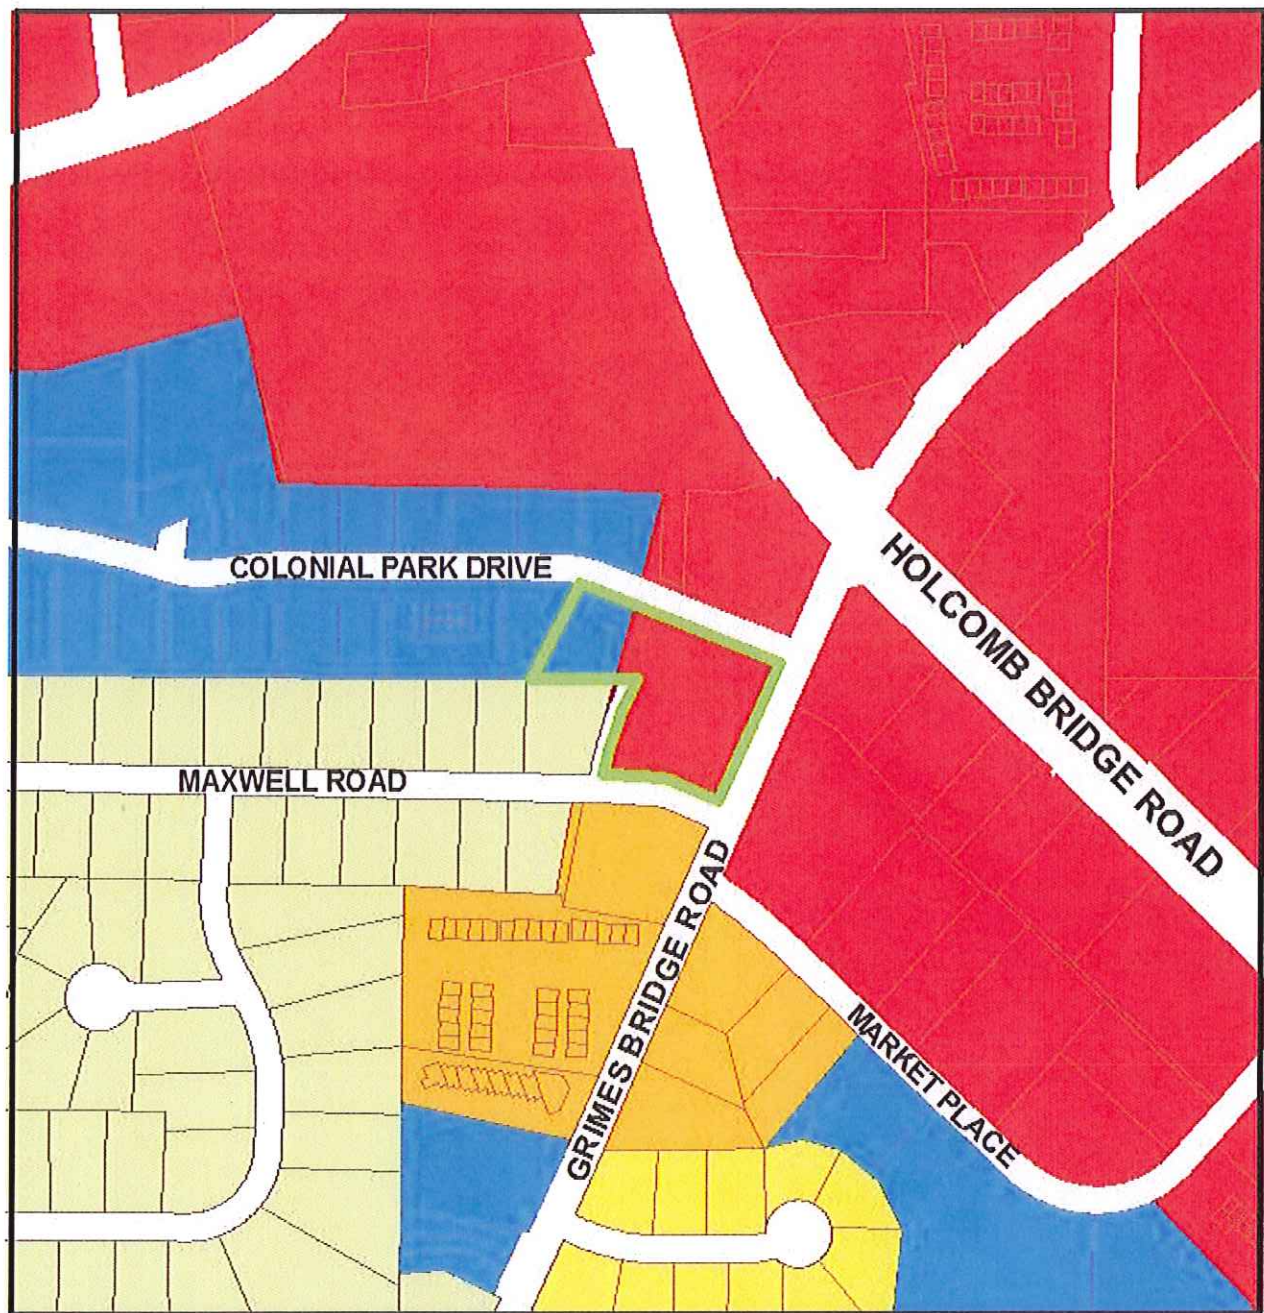 COLONIAL PARK DRIVE
HOLCOMB BRIDGE ROAD
MAXWELL ROAD
GRIMES BRIDGE ROAD
MARKET PLACE